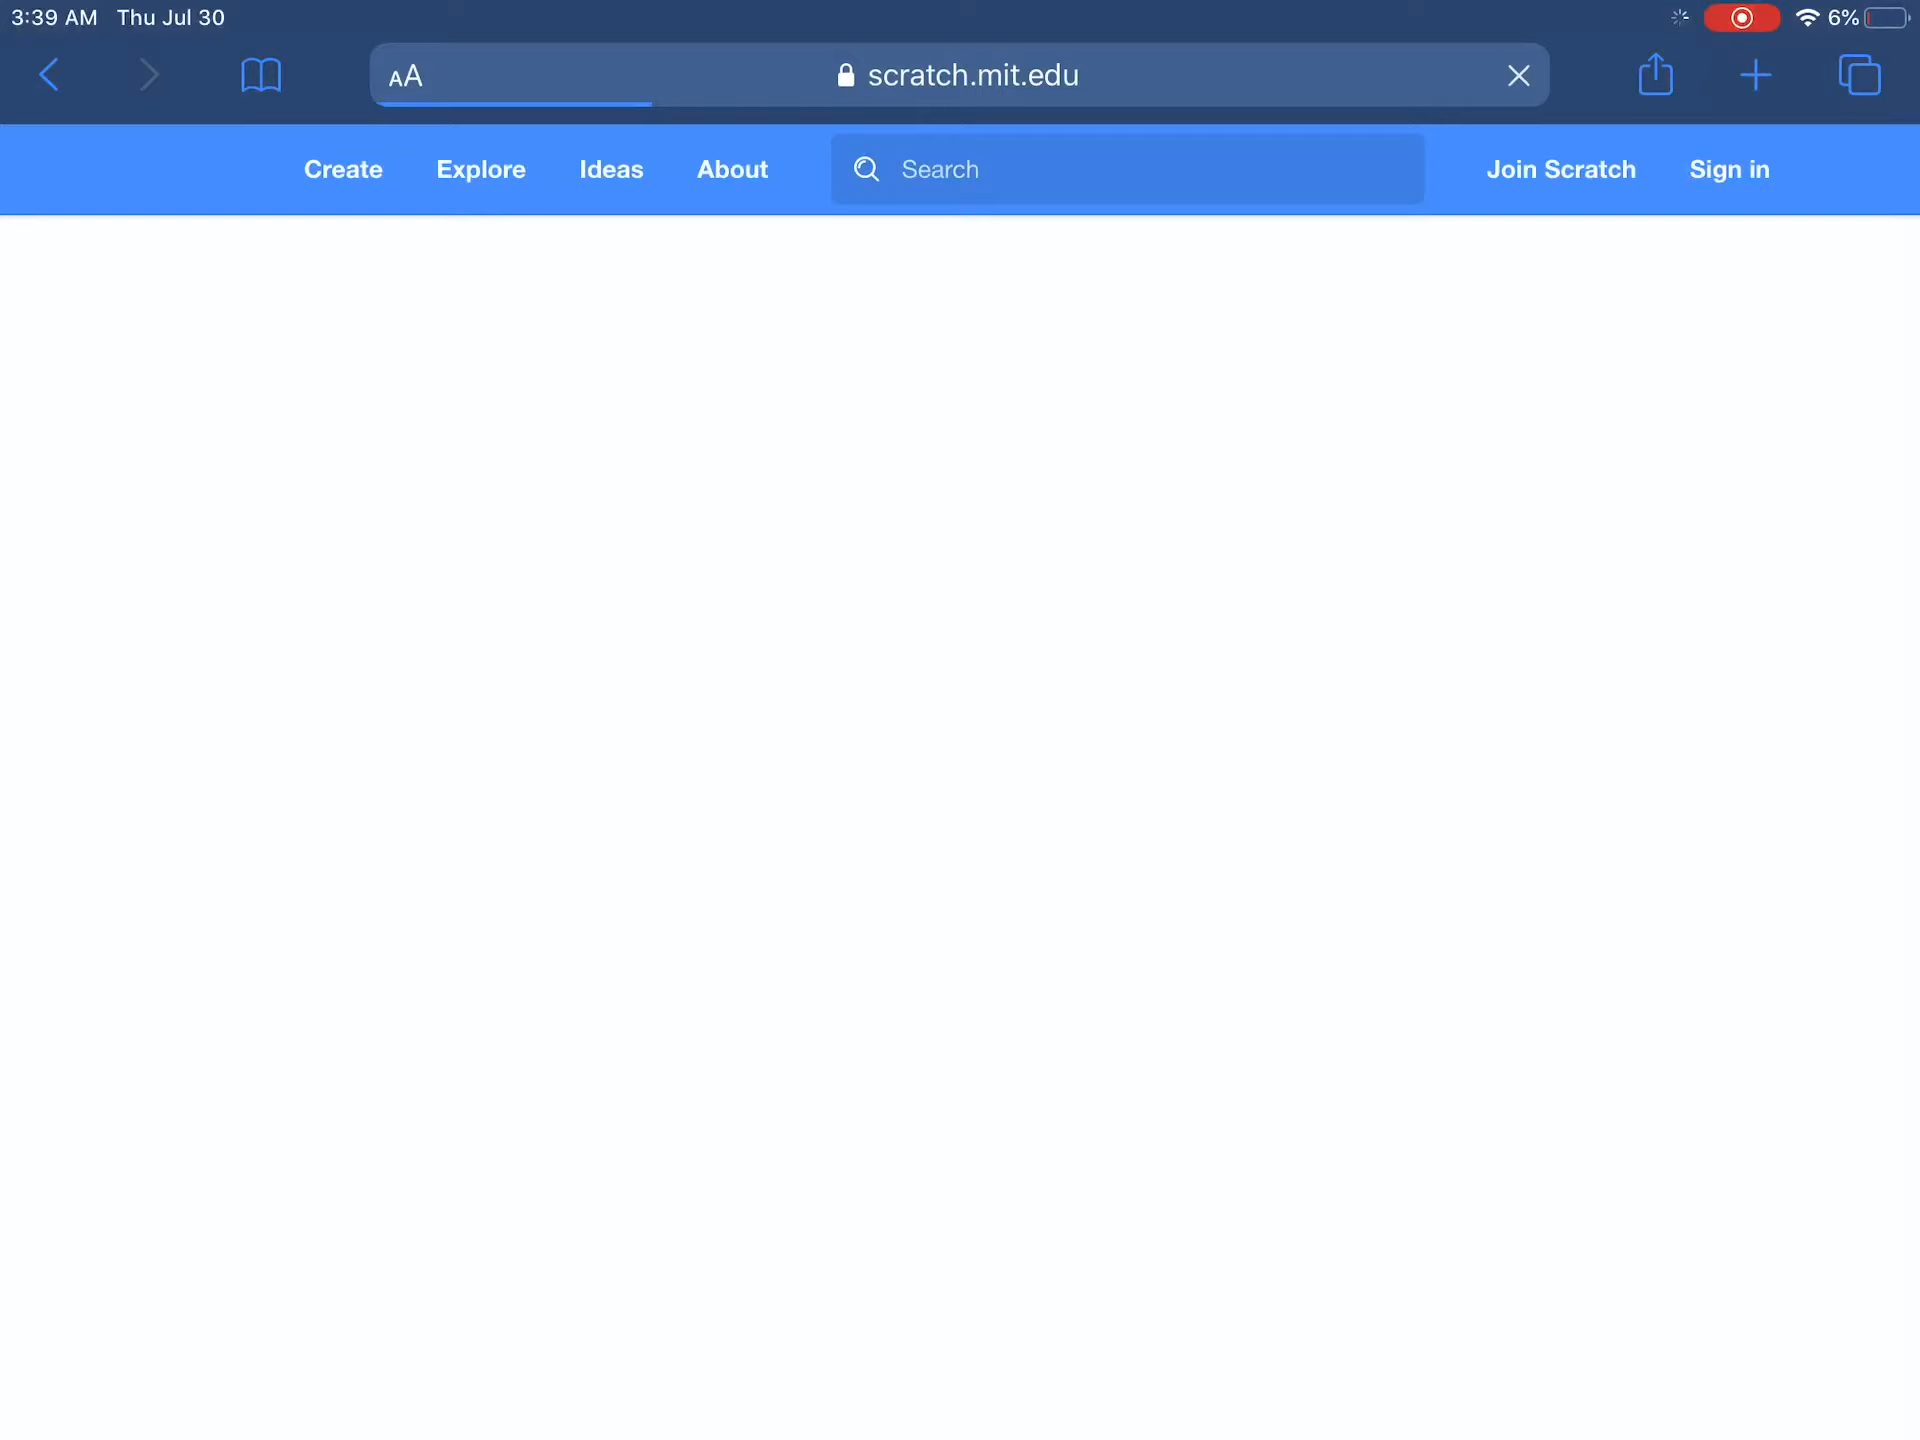 3:39 AM Thu Jul 30 6%
AA scratch.mit.edu
Create Explore Ideas About Search Join Scratch Sign in